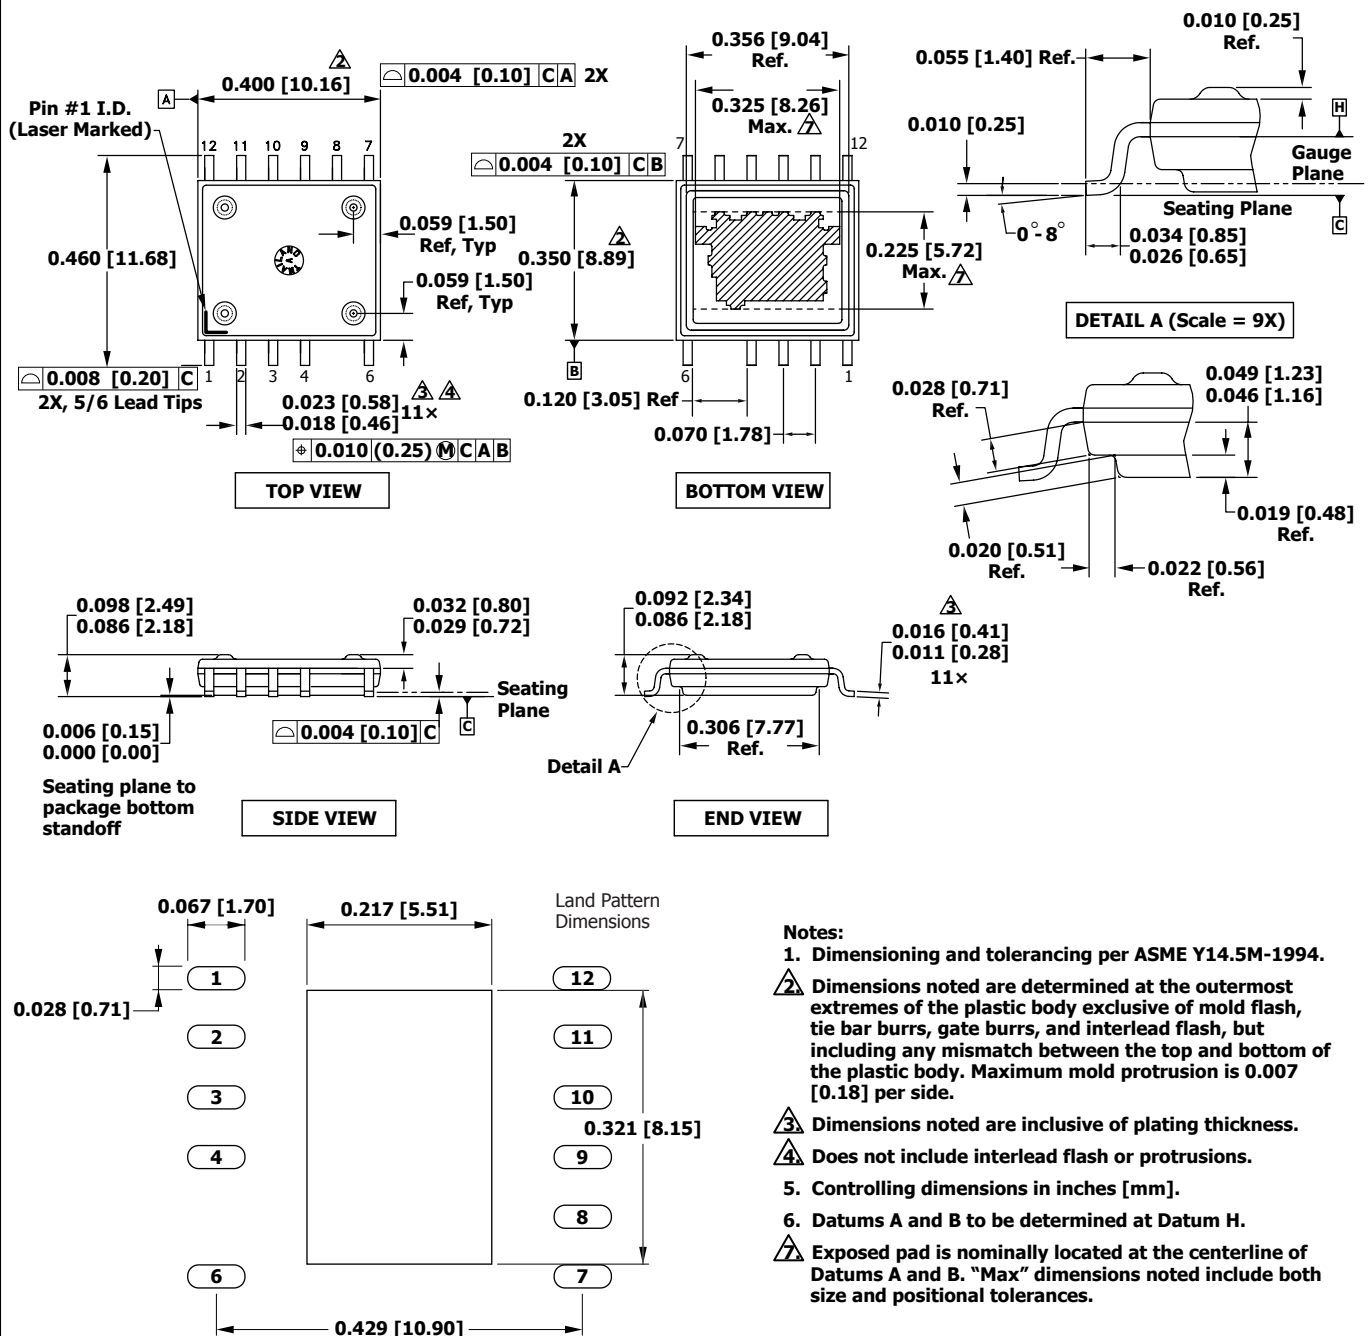 0.400 [10.16]
2
⌓ 0.004 [0.10] C A 2X
A
Pin #1 I.D.
(Laser Marked)
12 11 10 9 8 7
0.460 [11.68]
0.059 [1.50]
Ref, Typ
0.059 [1.50]
Ref, Typ
⌓ 0.008 [0.20] C
2X, 5/6 Lead Tips
1 2 3 4 6
0.023 [0.58]
0.018 [0.46]
11×
3 4
⌖ 0.010 (0.25) Ⓜ C A B
TOP VIEW
0.356 [9.04]
Ref.
0.325 [8.26]
Max. 7
2X
⌓ 0.004 [0.10] C B
7 12
2
0.350 [8.89]
0.225 [5.72]
Max. 7
B
6 1
0.120 [3.05] Ref
0.070 [1.78]
BOTTOM VIEW
0.010 [0.25]
Ref.
0.055 [1.40] Ref.
0.010 [0.25]
H
Gauge
Plane
Seating Plane
C
0°-8°
0.034 [0.85]
0.026 [0.65]
DETAIL A (Scale = 9X)
0.028 [0.71]
Ref.
0.049 [1.23]
0.046 [1.16]
0.019 [0.48]
Ref.
0.020 [0.51]
Ref.
0.022 [0.56]
Ref.
0.098 [2.49]
0.086 [2.18]
0.032 [0.80]
0.029 [0.72]
Seating
Plane
C
0.006 [0.15]
0.000 [0.00]
⌓ 0.004 [0.10] C
Seating plane to
package bottom
standoff
SIDE VIEW
0.092 [2.34]
0.086 [2.18]
3
0.016 [0.41]
0.011 [0.28]
11×
0.306 [7.77]
Ref.
Detail A
END VIEW
0.067 [1.70]
0.217 [5.51]
Land Pattern
Dimensions
0.028 [0.71]
1 12
2 11
3 10
0.321 [8.15]
4 9
8
6 7
0.429 [10.90]
Notes:
1. Dimensioning and tolerancing per ASME Y14.5M-1994.
2. Dimensions noted are determined at the outermost
extremes of the plastic body exclusive of mold flash,
tie bar burrs, gate burrs, and interlead flash, but
including any mismatch between the top and bottom of
the plastic body. Maximum mold protrusion is 0.007
[0.18] per side.
3. Dimensions noted are inclusive of plating thickness.
4. Does not include interlead flash or protrusions.
5. Controlling dimensions in inches [mm].
6. Datums A and B to be determined at Datum H.
7. Exposed pad is nominally located at the centerline of
Datums A and B. “Max” dimensions noted include both
size and positional tolerances.